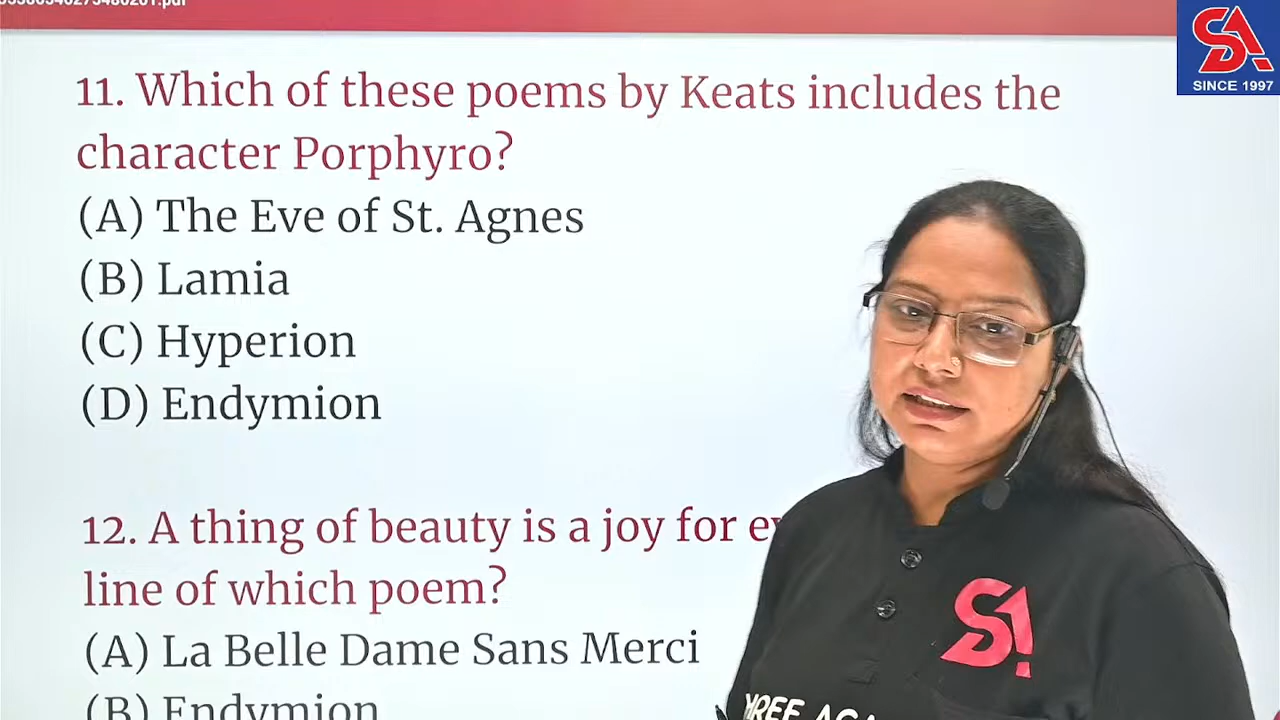 SINCE 1997
11. Which of these poems by Keats includes the
character Porphyro?
(A) The Eve of St. Agnes
(B) Lamia
(C) Hyperion
(D) Endymion
12. A thing of beauty is a joy for
line of which poem?
(A) La Belle Dame Sans Merci
(B) Endymion
SA